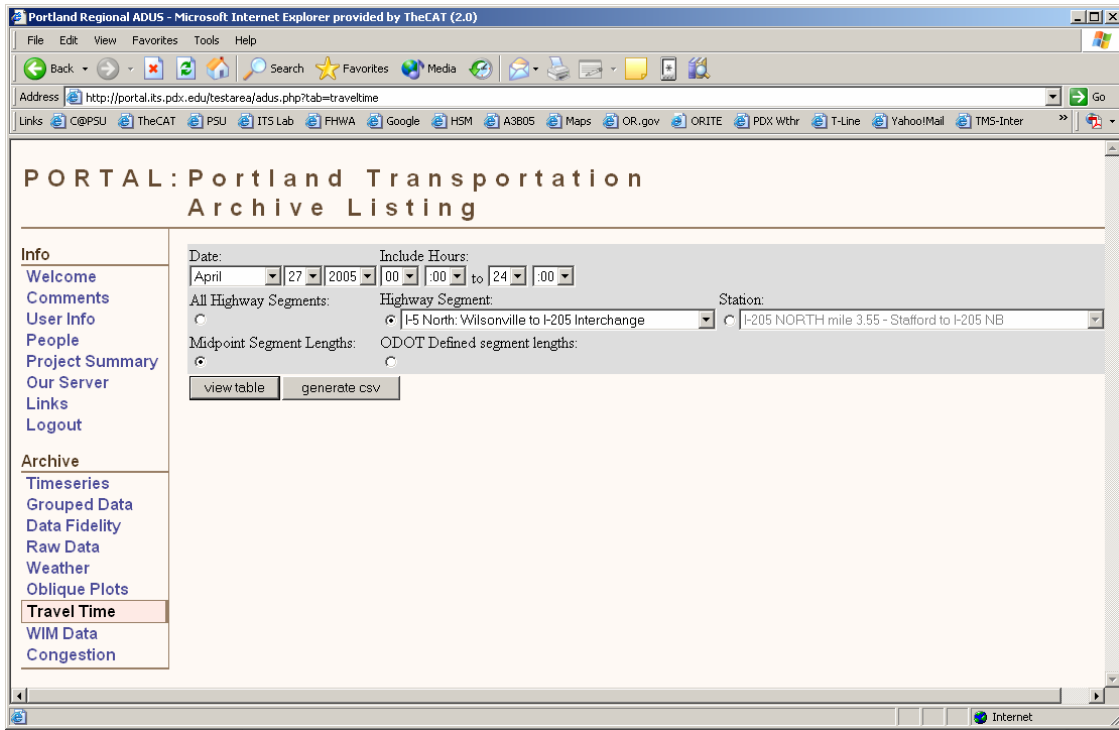 Portland Regional ADUS - Microsoft Internet Explorer provided by TheCAT (2.0)
File Edit View Favorites Tools Help
Back Search Favorites Media
Address http://portal.its.pdx.edu/testarea/adus.php?tab=traveltime Go
Links C@PSU TheCAT PSU ITS Lab FHWA Google HSM A3B05 Maps OR.gov ORITE PDX Wthr T-Line Yahoo!Mail TMS-Inter »
PORTAL: Portland Transportation
Archive Listing
Info
Welcome
Comments
User Info
People
Project Summary
Our Server
Links
Logout
Archive
Timeseries
Grouped Data
Data Fidelity
Raw Data
Weather
Oblique Plots
Travel Time
WIM Data
Congestion
Date: Include Hours:
April 27 2005 00 :00 to 24 :00
All Highway Segments: Highway Segment: Station:
I-5 North: Wilsonville to I-205 Interchange I-205 NORTH mile 3.55 - Stafford to I-205 NB
Midpoint Segment Lengths: ODOT Defined segment lengths:
view table generate csv
Internet